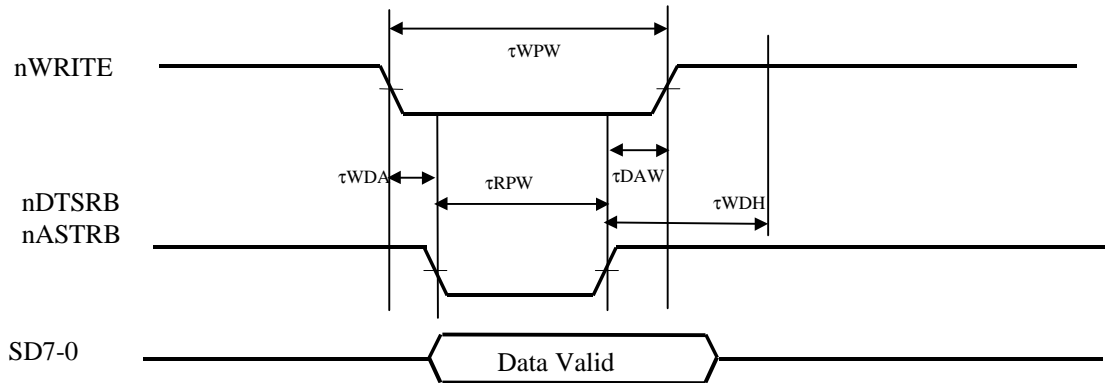 τWPW
nWRITE
τWDA
τRPW
τDAW
τWDH
nDTSRB
nASTRB
SD7-0
Data Valid